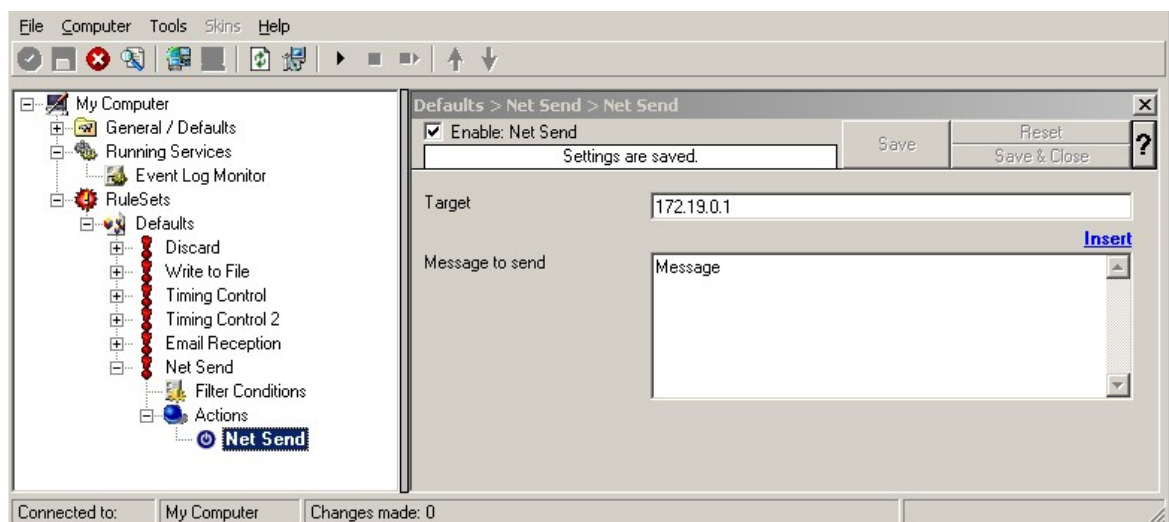 File Computer Tools Skins Help
My Computer
General / Defaults
Running Services
Event Log Monitor
RuleSets
Defaults
Discard
Write to File
Timing Control
Timing Control 2
Email Reception
Net Send
Filter Conditions
Actions
Net Send
Defaults > Net Send > Net Send
Enable: Net Send
Settings are saved.
Save
Reset
Save & Close
?
Target
172.19.0.1
Insert
Message to send
Message
Connected to: My Computer Changes made: 0